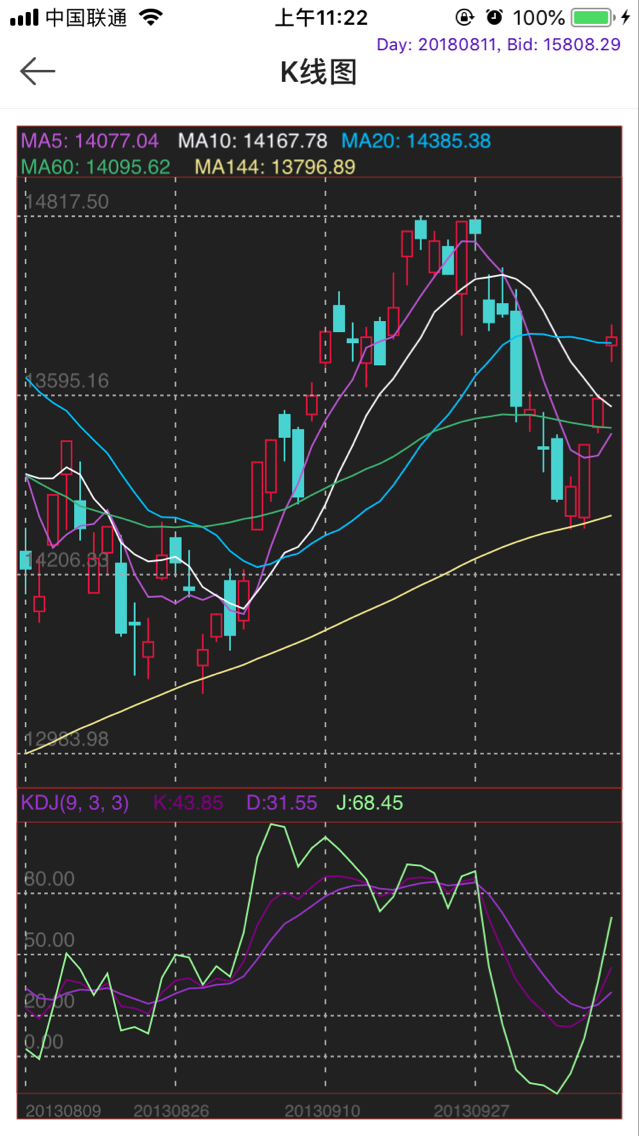 中国联通 上午11:22 100%
Day: 20180811, Bid: 15808.29
K线图
MA5: 14077.04 MA10: 14167.78 MA20: 14385.38
MA60: 14095.62 MA144: 13796.89
14817.50
13595.16
14206.33
12983.98
KDJ(9, 3, 3) K:43.85 D:31.55 J:68.45
80.00
50.00
20.00
0.00
20130809 20130826 20130910 20130927